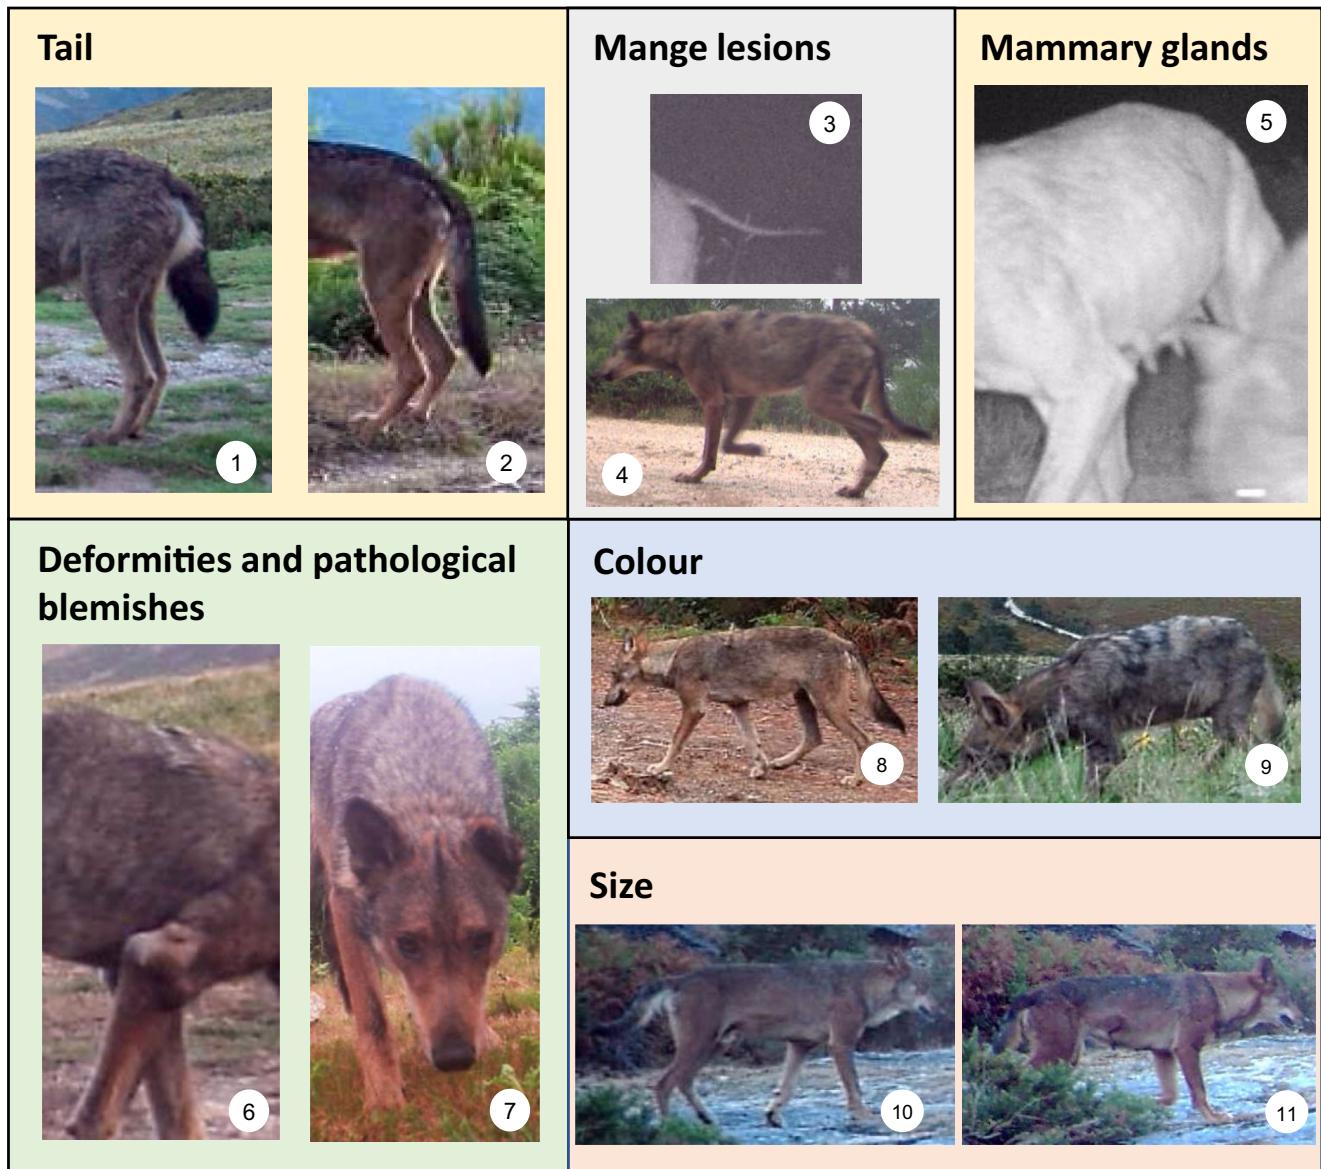 Tail
1
2
Mange lesions
3
4
Mammary glands
5
Deformities and pathological
blemishes
6
7
Colour
8
9
Size
10
11